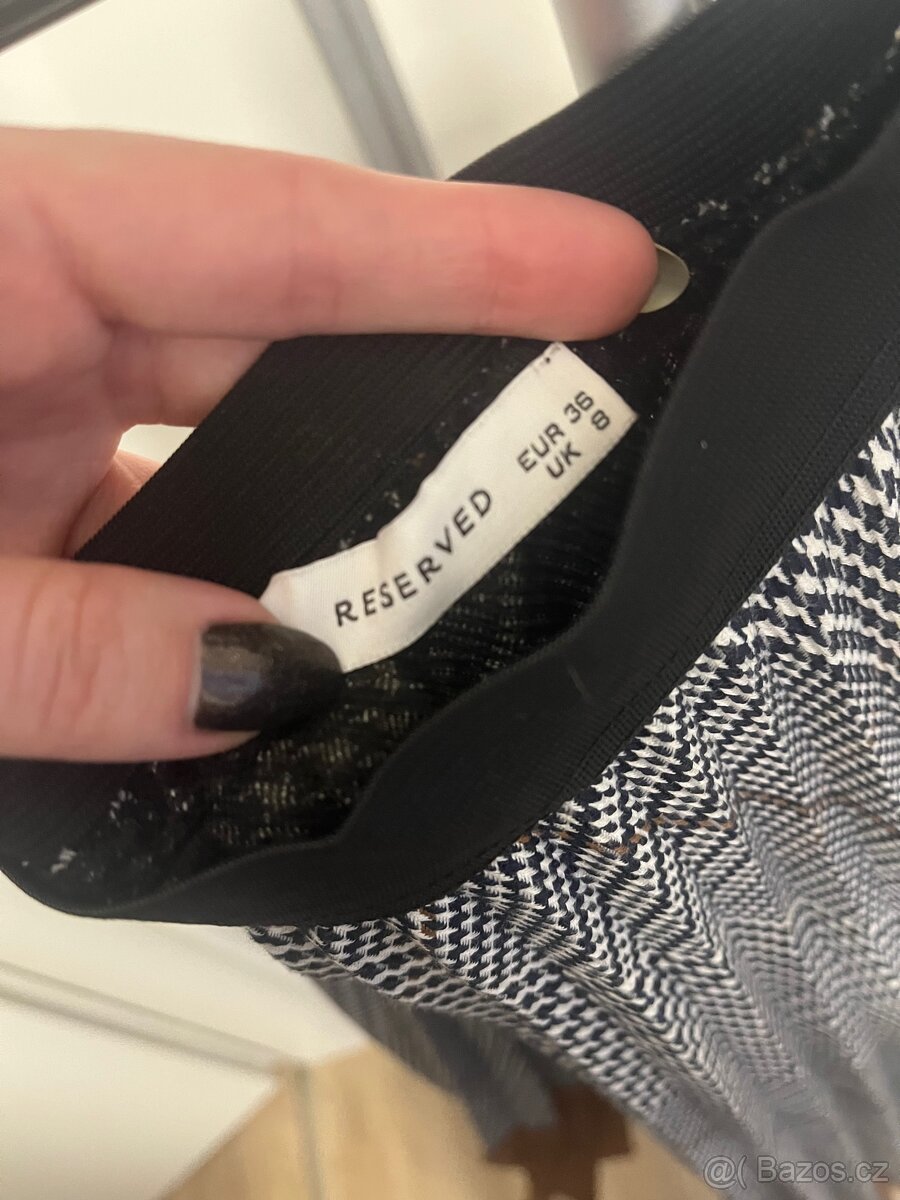 RESERVED
EUR 36
UK 8
@( Bazos.cz